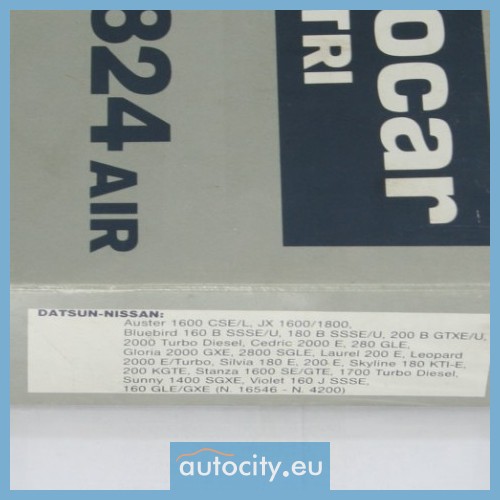 824 AIR
ocar
TRI
DATSUN-NISSAN:
Auster 1600 CSE/L, JX 1600/1800,
Bluebird 160 B SSSE/U, 180 B SSSE/U, 200 B GTXE/U,
2000 Turbo Diesel, Cedric 2000 E, 280 GLE,
Gloria 2000 GXE, 2800 SGLE, Laurel 200 E, Leopard
2000 E/Turbo, Silvia 180 E, 200 E, Skyline 180 KTI-E,
200 KGTE, Stanza 1600 SE/GTE, 1700 Turbo Diesel,
Sunny 1400 SGXE, Violet 160 J SSSE,
160 GLE/GXE (N. 16546 - N. 4200)
autocity.eu